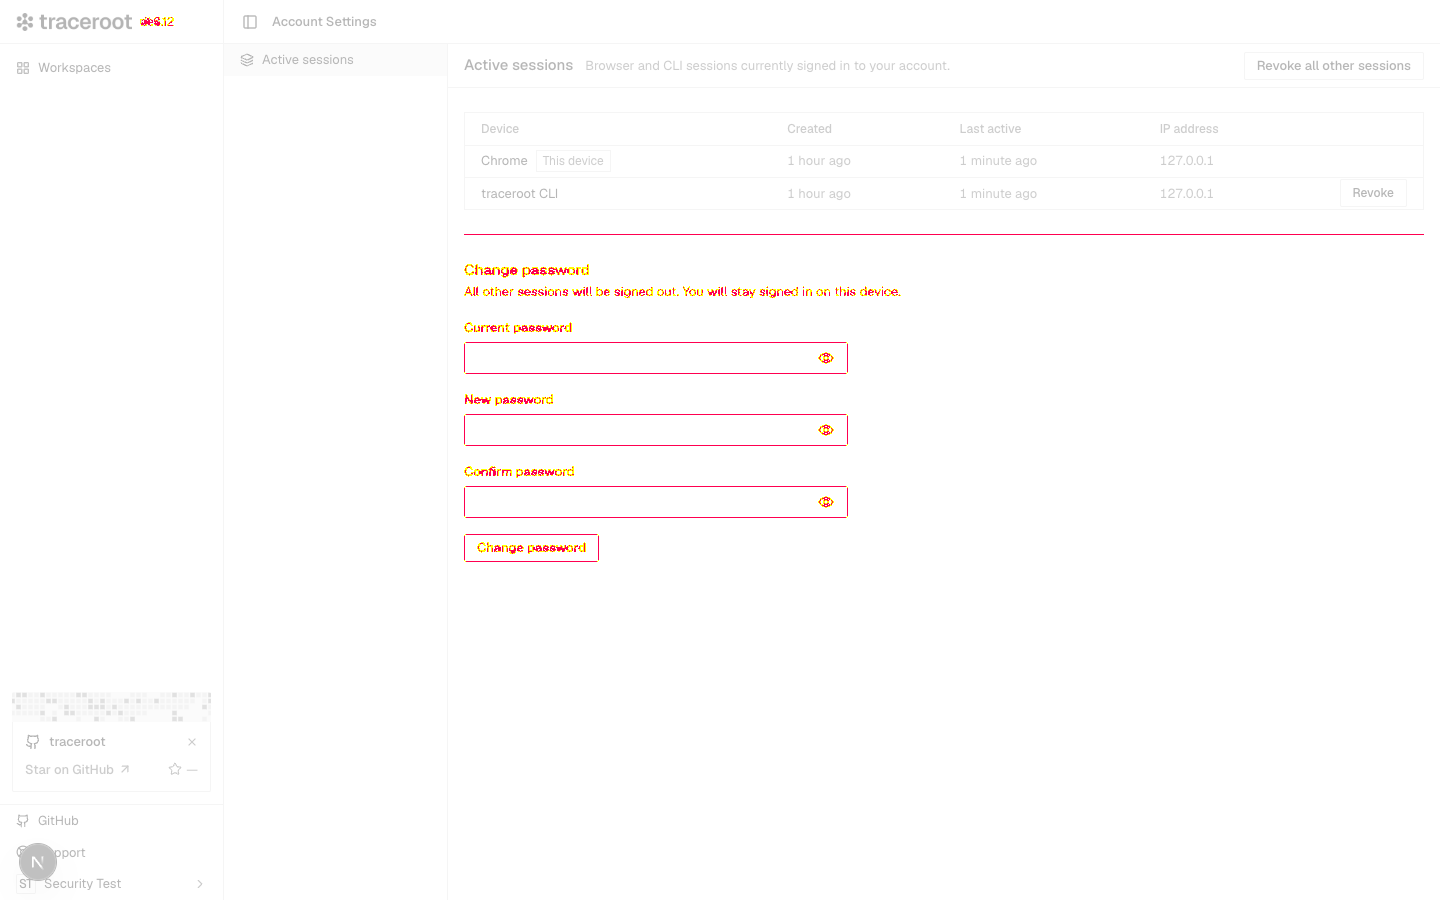 traceroot
Account Settings
Workspaces
Active sessions
Active sessions Browser and CLI sessions currently signed in to your account. Revoke all other sessions
Device Created Last active IP address
Chrome This device 1 hour ago 1 minute ago 127.0.0.1
traceroot CLI 1 hour ago 1 minute ago 127.0.0.1 Revoke
Change password
All other sessions will be signed out. You will stay signed in on this device.
Current password
New password
Confirm password
Change password
traceroot
Star on GitHub —
GitHub
N
ST Security Test